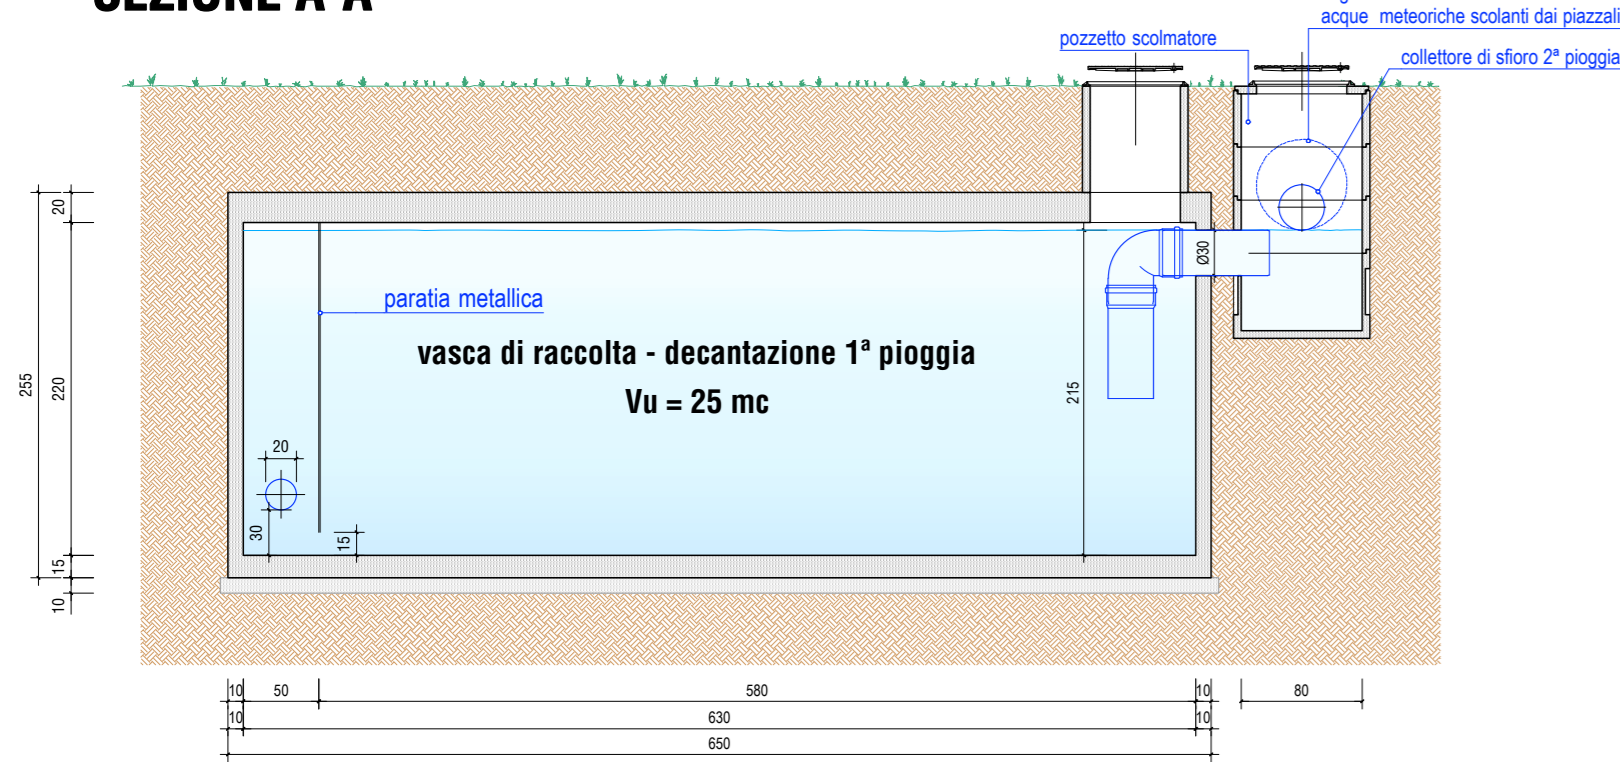 SEZIONE A-A
acque meteoriche scolanti dai piazzali
pozzetto scolmatore
collettore di sfioro 2ª pioggia
20
Ø30
paratia metallica
vasca di raccolta - decantazione 1ª pioggia
Vu = 25 mc
255
220
215
20
30
15
15
10
10
50
580
10
80
10
630
10
650